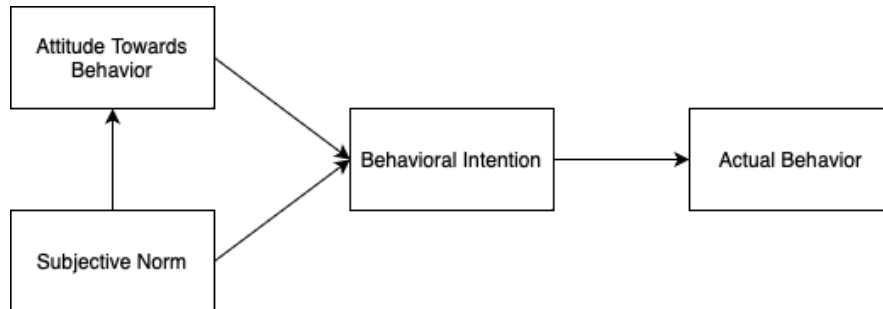 Attitude Towards
Behavior
Behavioral Intention
Actual Behavior
Subjective Norm